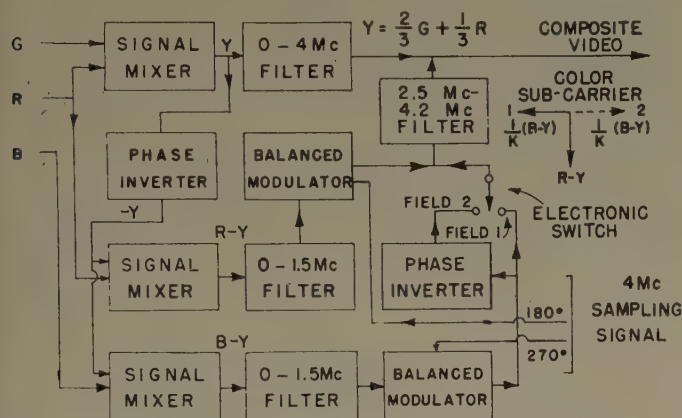 G
R
B
SIGNAL
MIXER
Y
0-4Mc
FILTER
Y = 2/3 G + 1/3 R
COMPOSITE
VIDEO
2.5 Mc-
4.2 Mc
FILTER
COLOR
SUB-CARRIER
1
2
1/K (B-Y)
1/K (B-Y)
R-Y
PHASE
INVERTER
-Y
BALANCED
MODULATOR
FIELD 2
FIELD 1
ELECTRONIC
SWITCH
R-Y
SIGNAL
MIXER
0-1.5Mc
FILTER
PHASE
INVERTER
4Mc
SAMPLING
SIGNAL
180°
270°
B-Y
SIGNAL
MIXER
0-1.5Mc
FILTER
BALANCED
MODULATOR